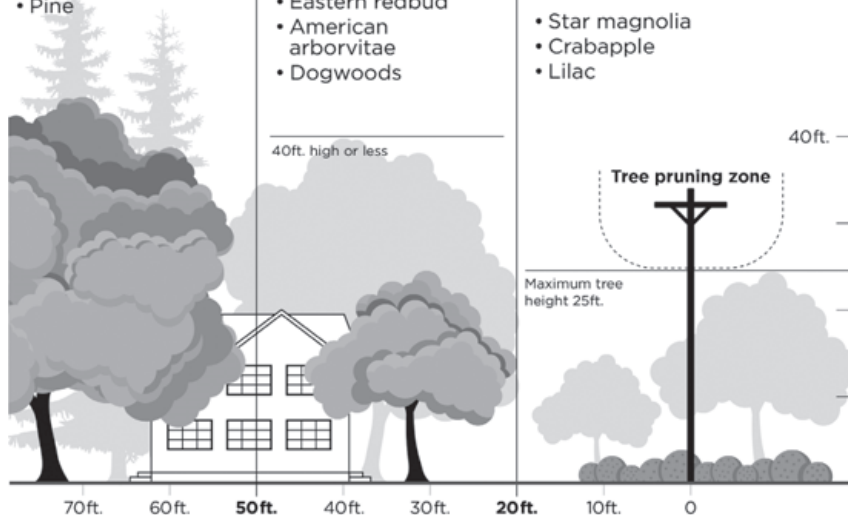 • Pine
• Eastern redbud
• American
arborvitae
• Dogwoods
• Star magnolia
• Crabapple
• Lilac
40ft. high or less
40ft.
Tree pruning zone
Maximum tree
height 25ft.
70ft.
60ft.
50ft.
40ft.
30ft.
20ft.
10ft.
0